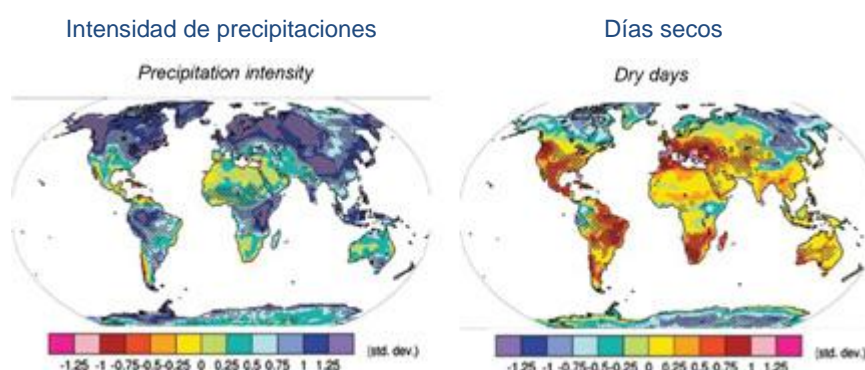 Intensidad de precipitaciones
Días secos
Precipitation intensity
Dry days
(std. dev.)
-1.25 -1 -0.75-0.5-0.25 0 0.25 0.5 0.75 1 1.25
(std. dev.)
-1.25 -1 -0.75-0.5-0.25 0 0.25 0.5 0.75 1 1.25